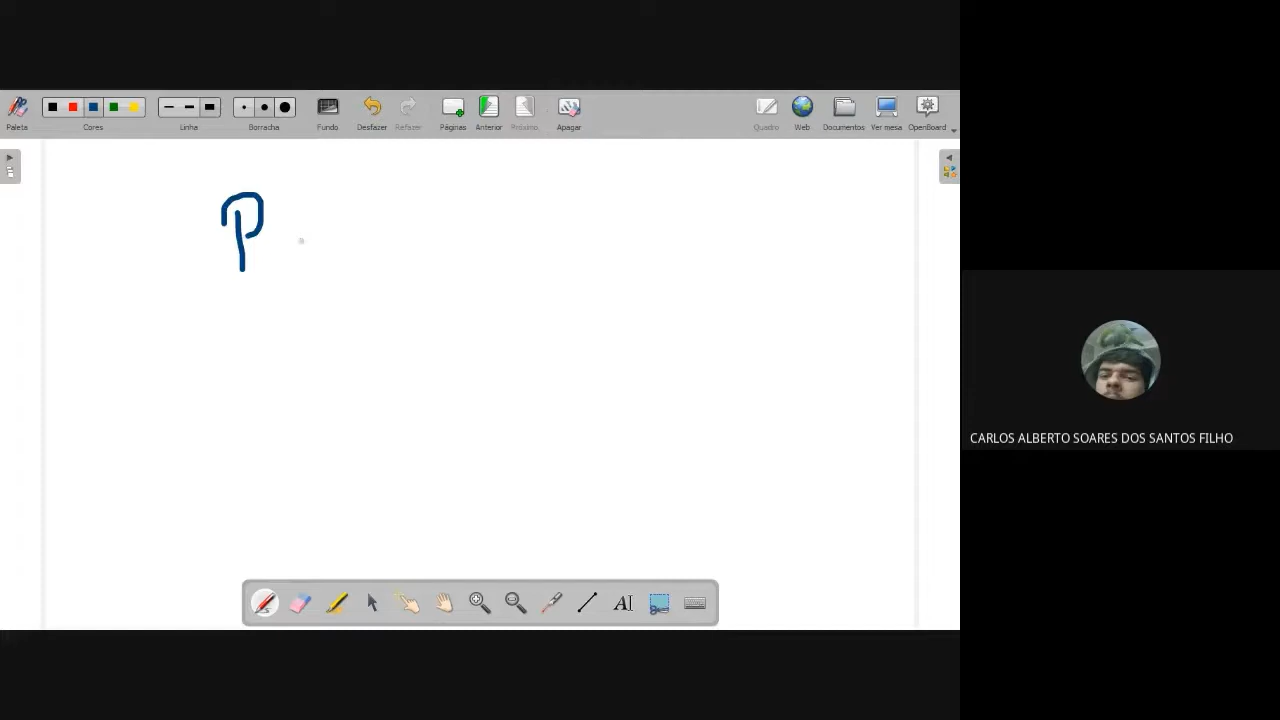 Paleta Cores Linha Borracha Fundo Desfazer Refazer Páginas Anterior Próximo Apagar Quadro Web Documentos Ver mesa OpenBoard
P
CARLOS ALBERTO SOARES DOS SANTOS FILHO
AI